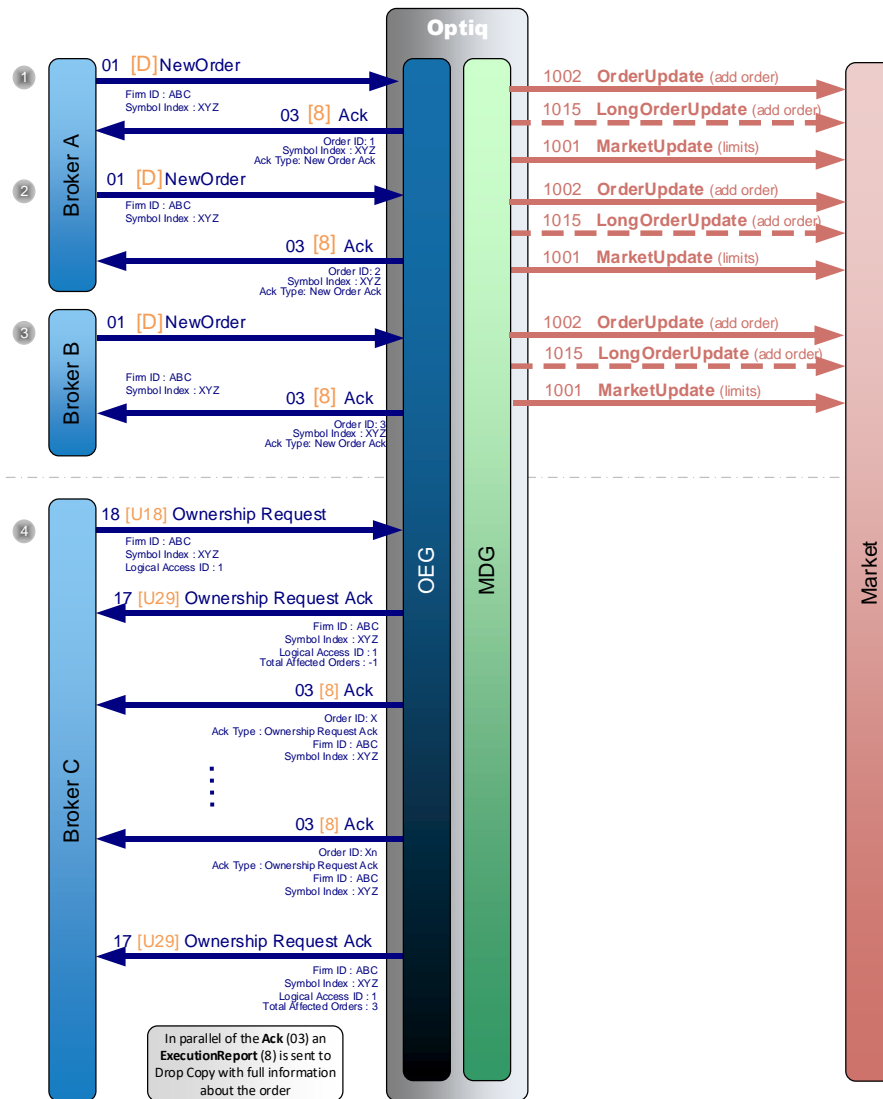 Optiq
1
Broker A
01 [D]NewOrder
Firm ID : ABC
Symbol Index : XYZ
03 [8] Ack
Order ID: 1
Symbol Index : XYZ
Ack Type: New Order Ack
1002 OrderUpdate (add order)
1015 LongOrderUpdate (add order)
1001 MarketUpdate (limits)
2
01 [D]NewOrder
Firm ID : ABC
Symbol Index : XYZ
03 [8] Ack
Order ID: 2
Symbol Index : XYZ
Ack Type: New Order Ack
1002 OrderUpdate (add order)
1015 LongOrderUpdate (add order)
1001 MarketUpdate (limits)
3
Broker B
01 [D]NewOrder
Firm ID : ABC
Symbol Index : XYZ
03 [8] Ack
Order ID: 3
Symbol Index : XYZ
Ack Type: New Order Ack
1002 OrderUpdate (add order)
1015 LongOrderUpdate (add order)
1001 MarketUpdate (limits)
4
Broker C
18 [U18] Ownership Request
Firm ID : ABC
Symbol Index : XYZ
Logical Access ID : 1
17 [U29] Ownership Request Ack
Firm ID : ABC
Symbol Index : XYZ
Logical Access ID : 1
Total Affected Orders : -1
03 [8] Ack
Order ID: X
Ack Type : Ownership Request Ack
Firm ID : ABC
Symbol Index : XYZ
03 [8] Ack
Order ID: Xn
Ack Type : Ownership Request Ack
Firm ID : ABC
Symbol Index : XYZ
17 [U29] Ownership Request Ack
Firm ID : ABC
Symbol Index : XYZ
Logical Access ID : 1
Total Affected Orders : 3
In parallel of the Ack (03) an
ExecutionReport (8) is sent to
Drop Copy with full information
about the order
OEG
MDG
Market